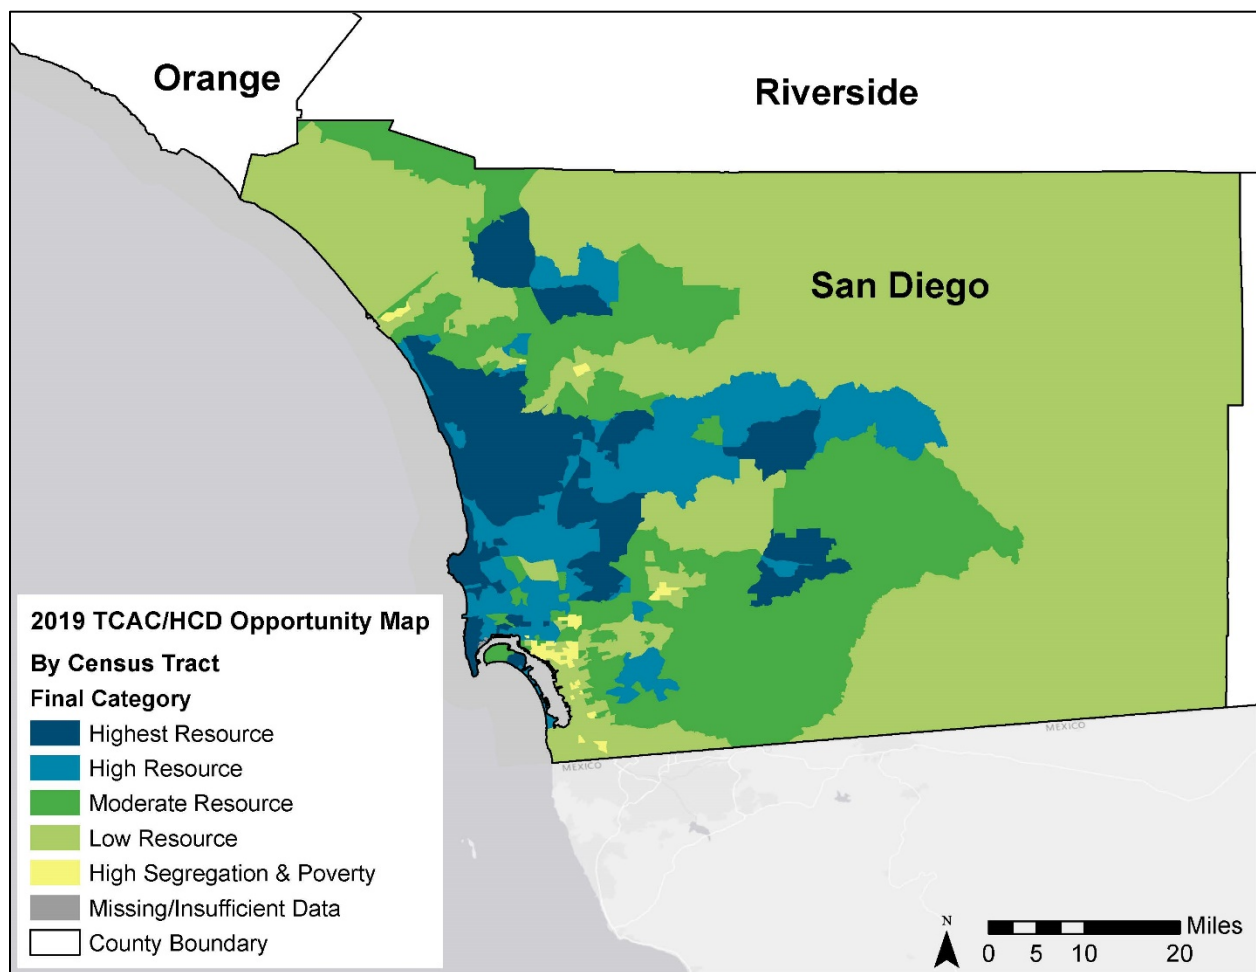 Orange
Riverside
San Diego
MEXICO
MEXICO
2019 TCAC/HCD Opportunity Map
By Census Tract
Final Category
Highest Resource
High Resource
Moderate Resource
Low Resource
High Segregation & Poverty
Missing/Insufficient Data
County Boundary
N
Miles
0 5 10 20